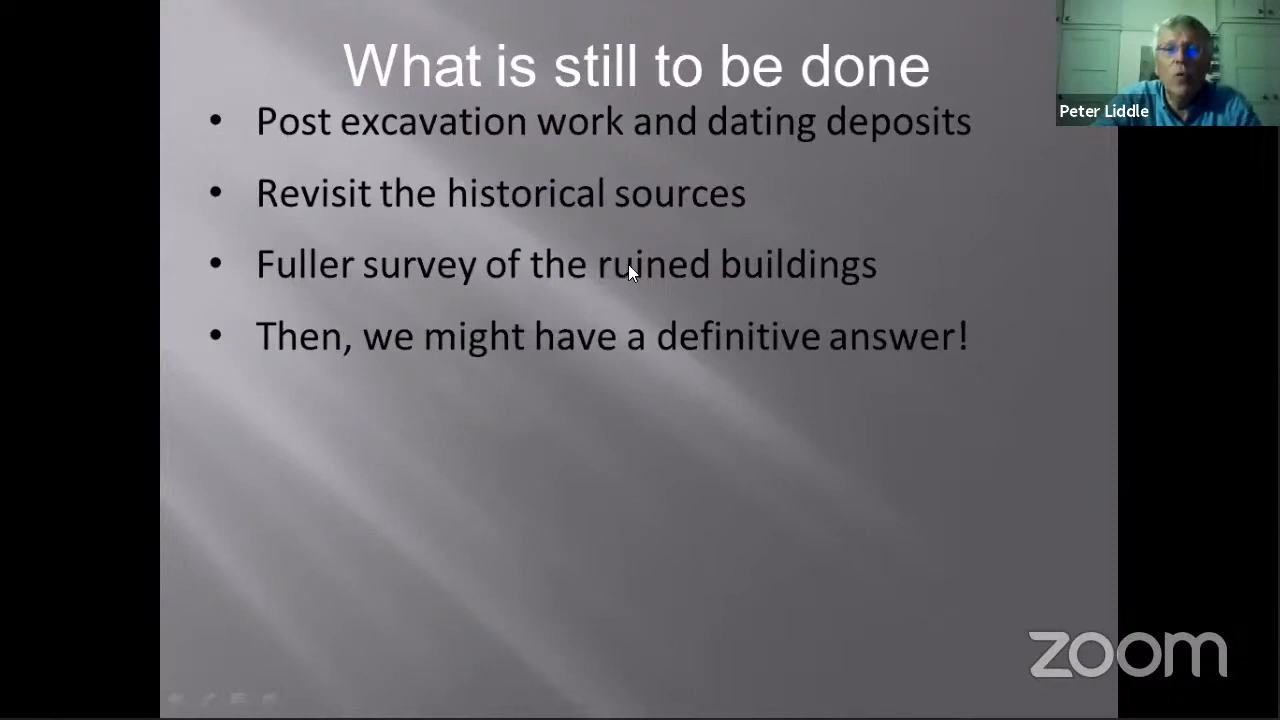 What is still to be done
• Post excavation work and dating deposits
• Revisit the historical sources
• Fuller survey of the ruined buildings
• Then, we might have a definitive answer!
Peter Liddle
zoom